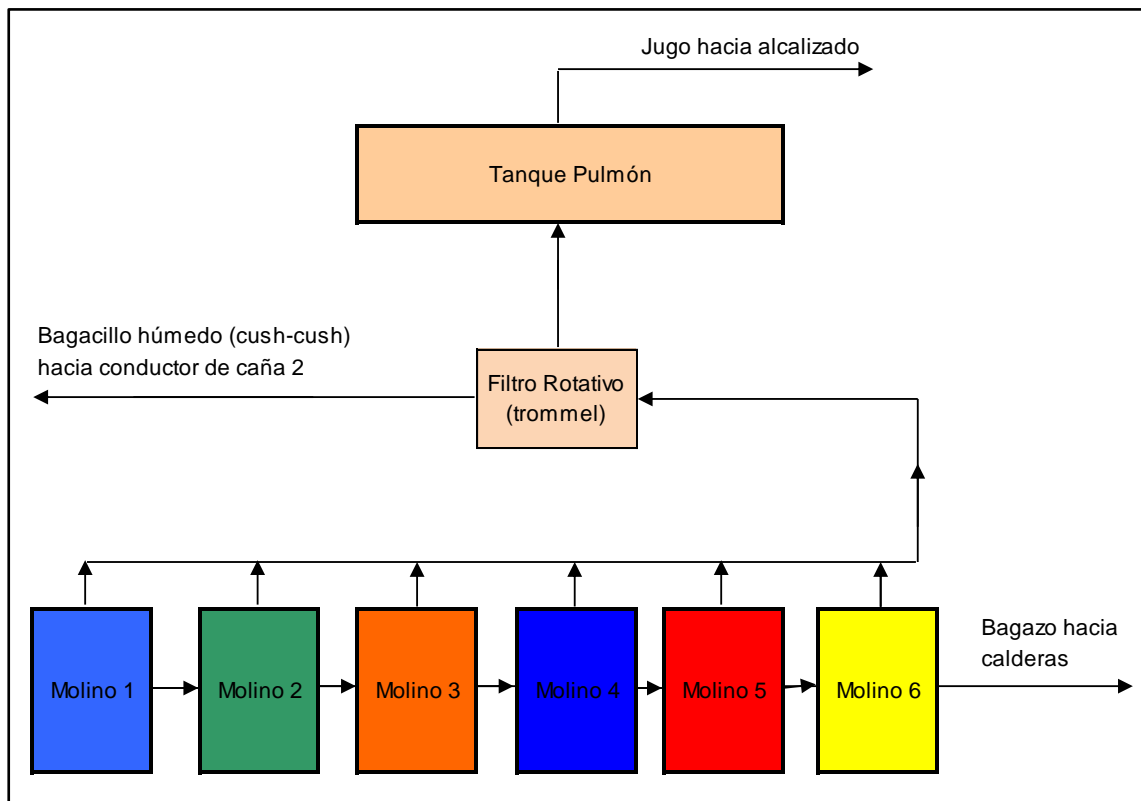 Jugo hacia alcalizado
Tanque Pulmón
Bagacillo húmedo (cush-cush)
hacia conductor de caña 2
Filtro Rotativo
(trommel)
Molino 1
Molino 2
Molino 3
Molino 4
Molino 5
Molino 6
Bagazo hacia
calderas